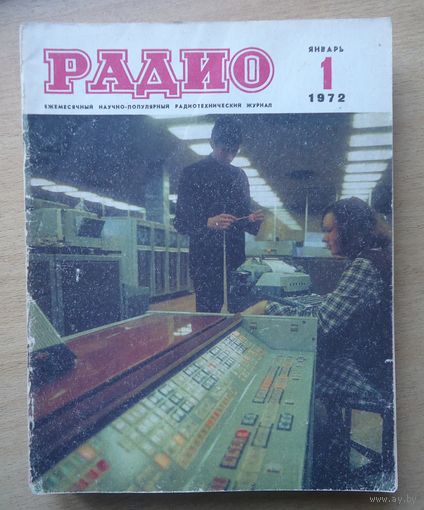 РАДИО
ЯНВАРЬ
1
1972
ЕЖЕМЕСЯЧНЫЙ НАУЧНО-ПОПУЛЯРНЫЙ РАДИОТЕХНИЧЕСКИЙ ЖУРНАЛ
www.ay.by